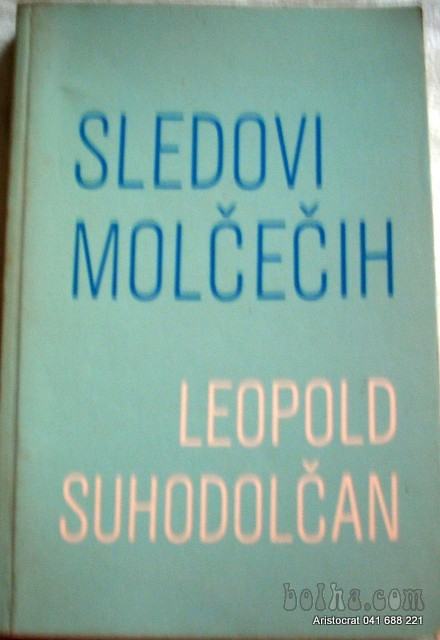 SLEDOVI
MOLČEČIH
LEOPOLD
SUHODOLČAN
bolha.com
Aristocrat 041 688 221